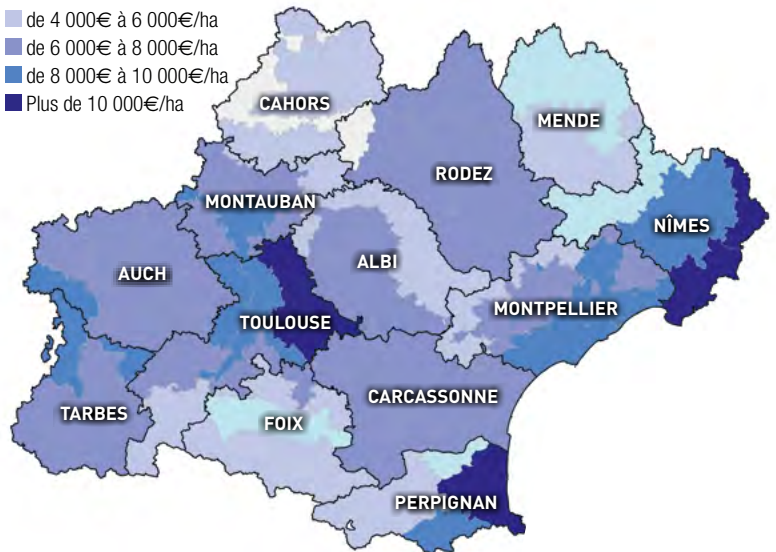 de 4 000€ à 6 000€/ha
de 6 000€ à 8 000€/ha
de 8 000€ à 10 000€/ha
Plus de 10 000€/ha
CAHORS
MENDE
RODEZ
MONTAUBAN
NÎMES
ALBI
AUCH
MONTPELLIER
TOULOUSE
CARCASSONNE
TARBES
FOIX
PERPIGNAN